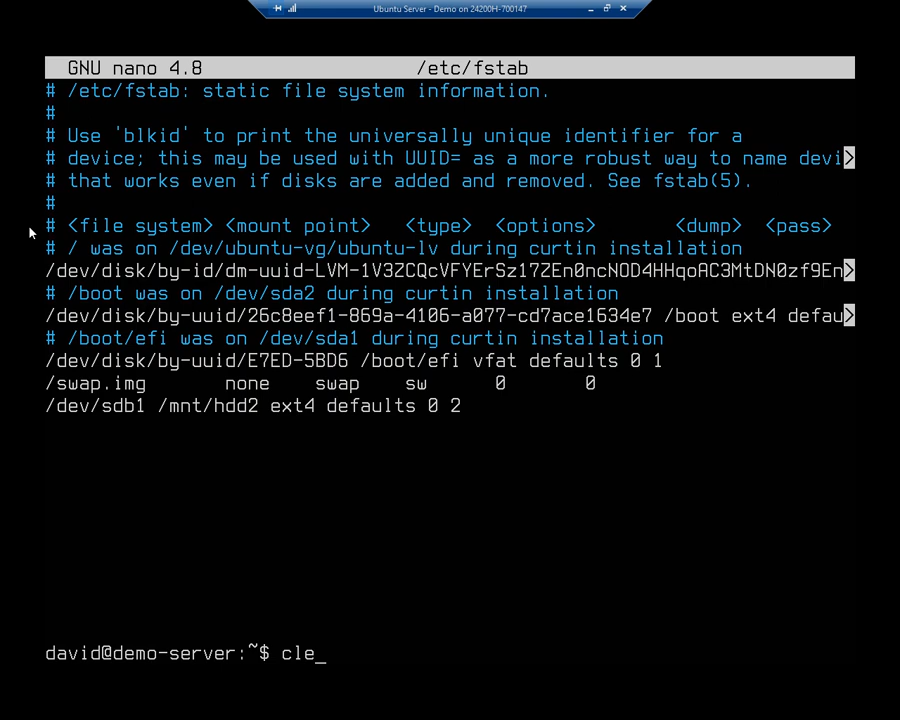 Ubuntu Server - Demo on 24200H-700147
GNU nano 4.8 /etc/fstab
# /etc/fstab: static file system information.
#
# Use 'blkid' to print the universally unique identifier for a
# device; this may be used with UUID= as a more robust way to name devi>
# that works even if disks are added and removed. See fstab(5).
#
# <file system> <mount point> <type> <options> <dump> <pass>
# / was on /dev/ubuntu-vg/ubuntu-lv during curtin installation
/dev/disk/by-id/dm-uuid-LVM-1V3ZCQcVFYErSz17ZEn0ncNOD4HHqoAC3MtDN0zf9En>
# /boot was on /dev/sda2 during curtin installation
/dev/disk/by-uuid/26c8eef1-869a-4106-a077-cd7ace1634e7 /boot ext4 defau>
# /boot/efi was on /dev/sda1 during curtin installation
/dev/disk/by-uuid/E7ED-5BD6 /boot/efi vfat defaults 0 1
/swap.img none swap sw 0 0
/dev/sdb1 /mnt/hdd2 ext4 defaults 0 2
david@demo-server:~$ cle_